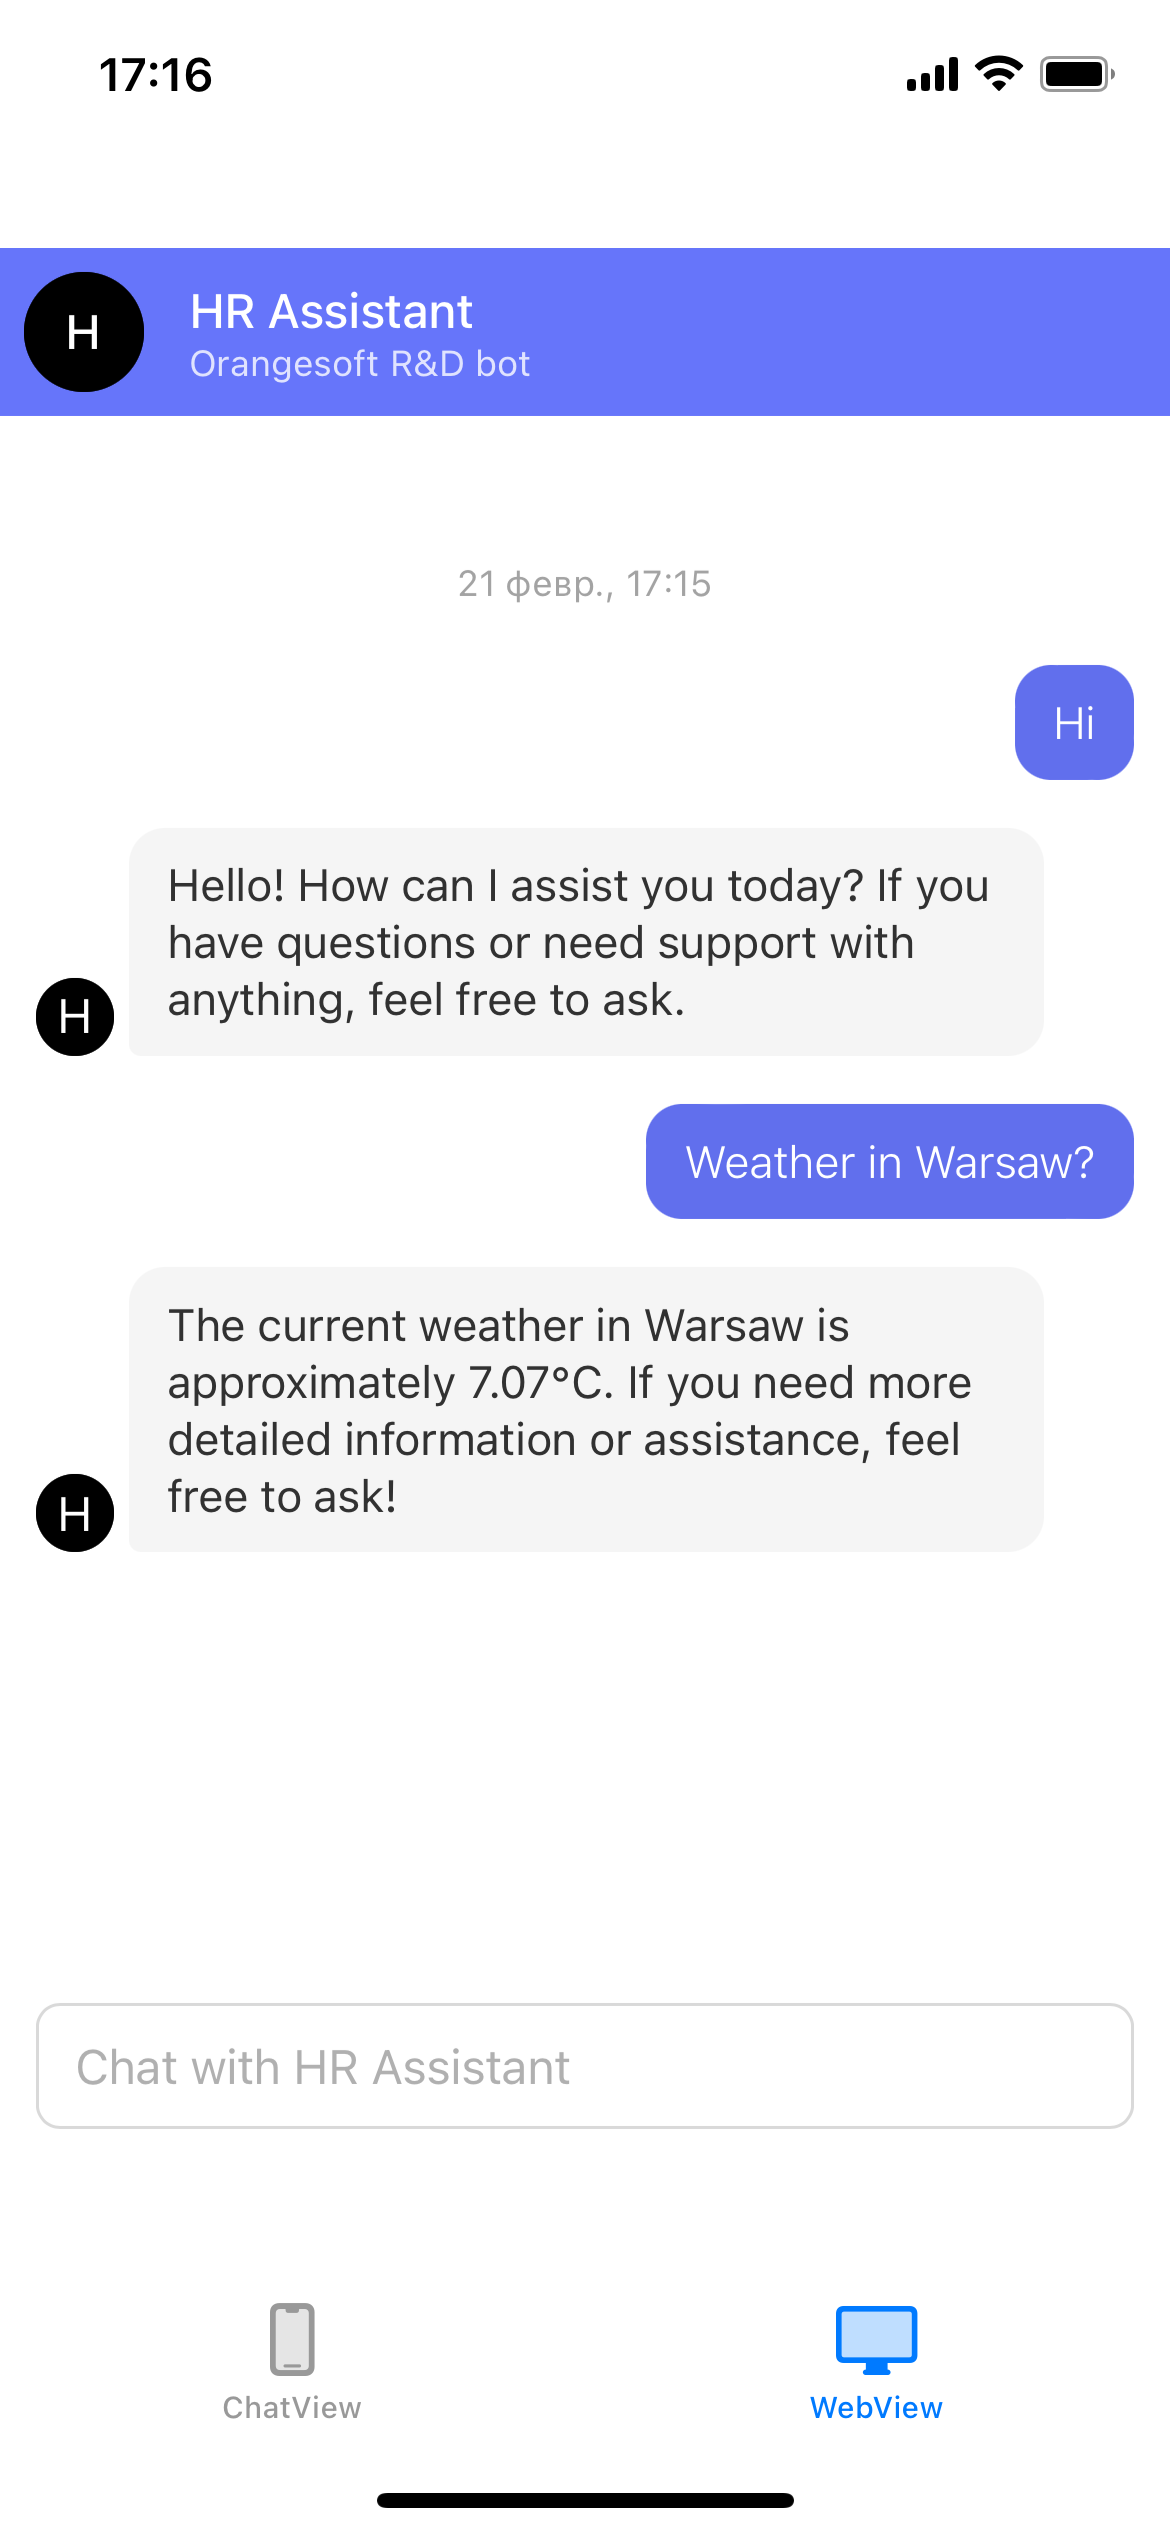 17:16
H
HR Assistant
Orangesoft R&D bot
21 февр., 17:15
Hi
Hello! How can I assist you today? If you
have questions or need support with
anything, feel free to ask.
H
Weather in Warsaw?
The current weather in Warsaw is
approximately 7.07°C. If you need more
detailed information or assistance, feel
free to ask!
H
Chat with HR Assistant
ChatView
WebView